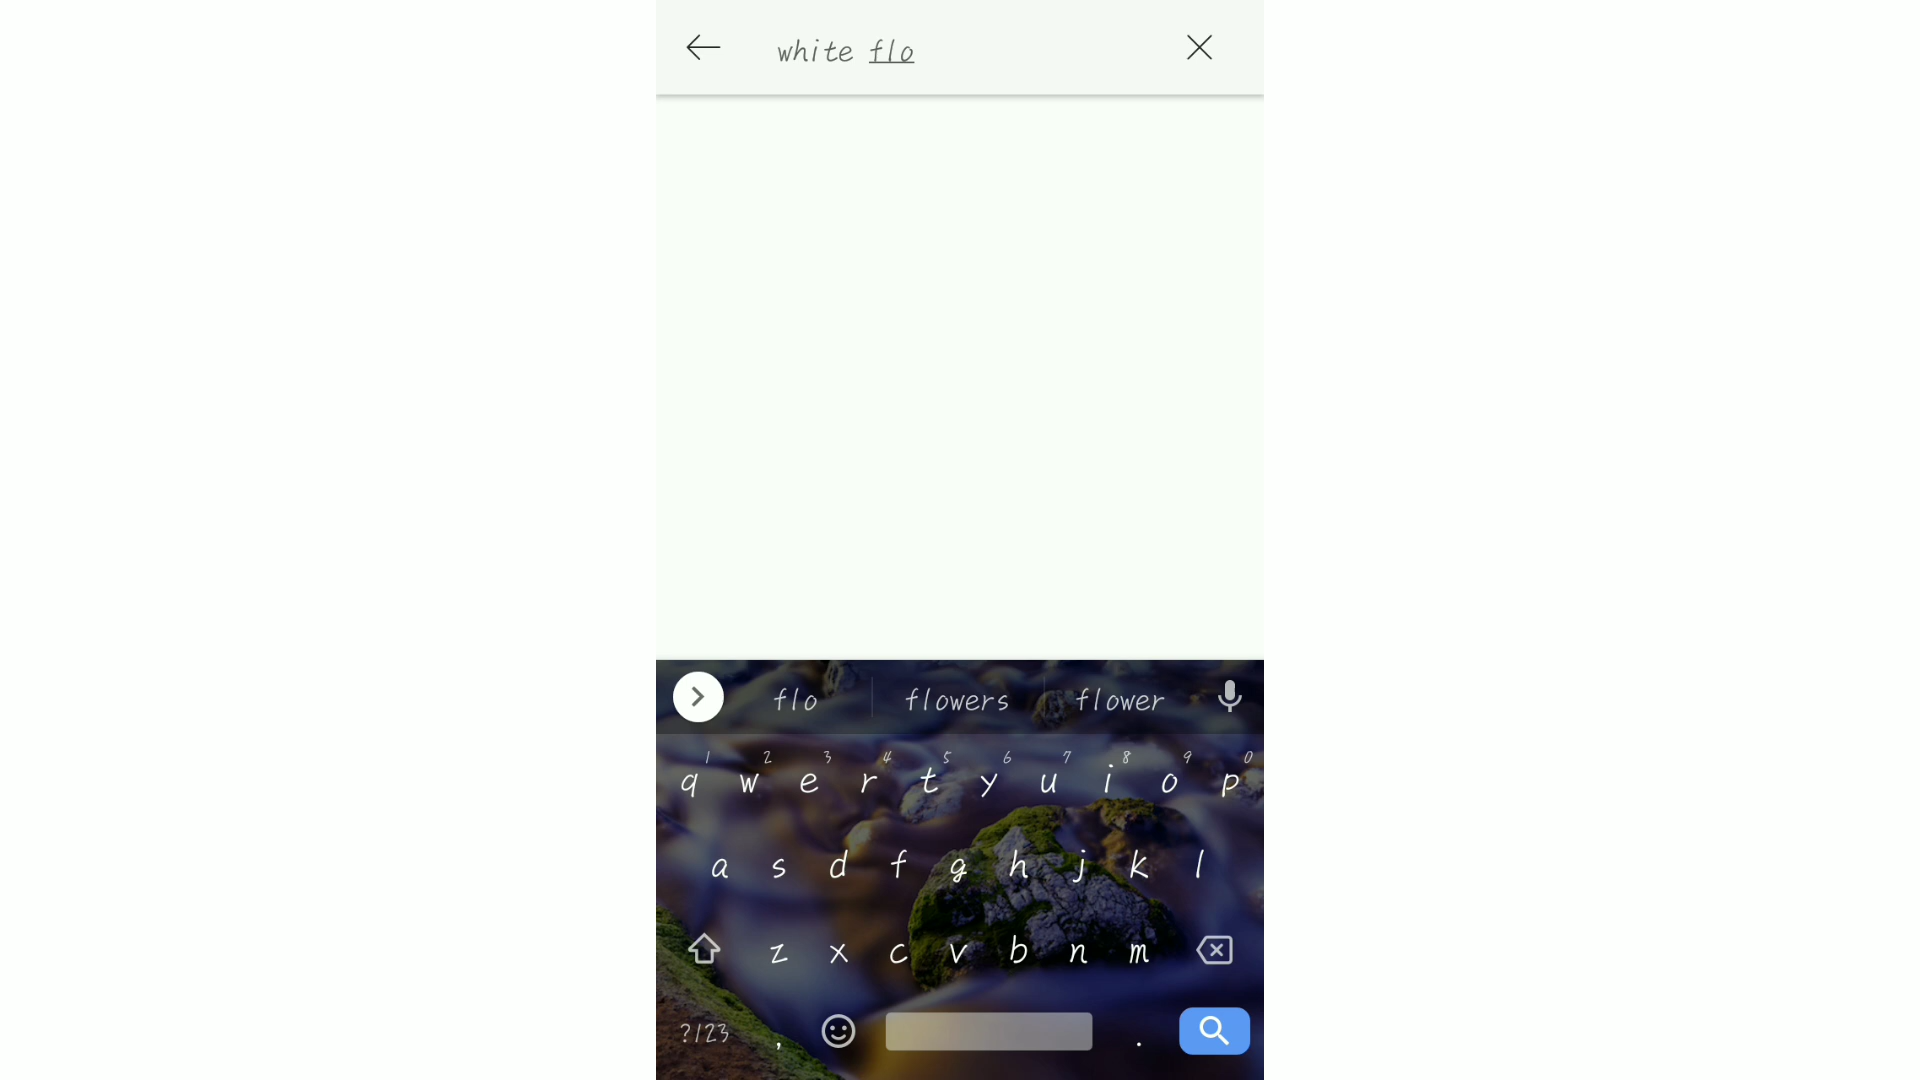 white flo
flo flowers flower
1 2 3 4 5 6 7 8 9 0
q w e r t y u i o p
a s d f g h j k l
z x c v b n m
?123 , .